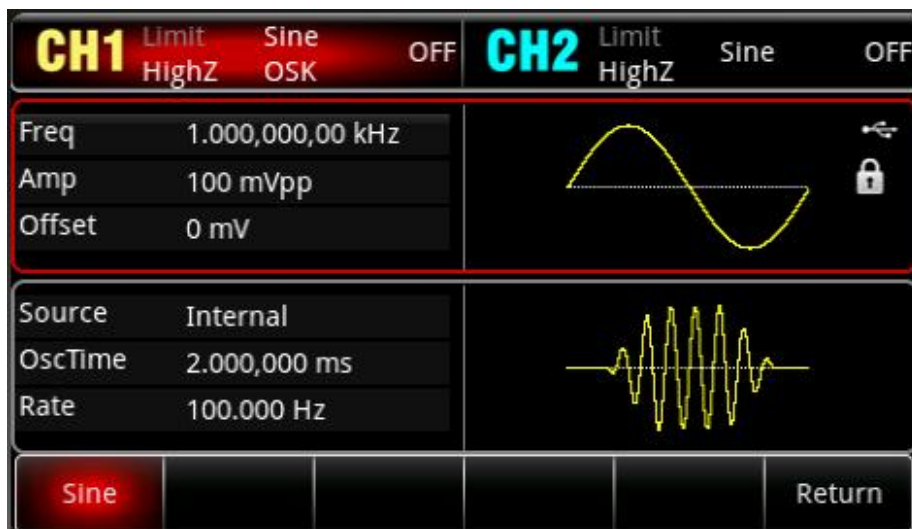 CH1 Limit Sine OFF CH2 Limit Sine OFF
HighZ OSK HighZ
Freq 1.000,000,00 kHz
Amp 100 mVpp
Offset 0 mV
Source Internal
OscTime 2.000,000 ms
Rate 100.000 Hz
Sine Return